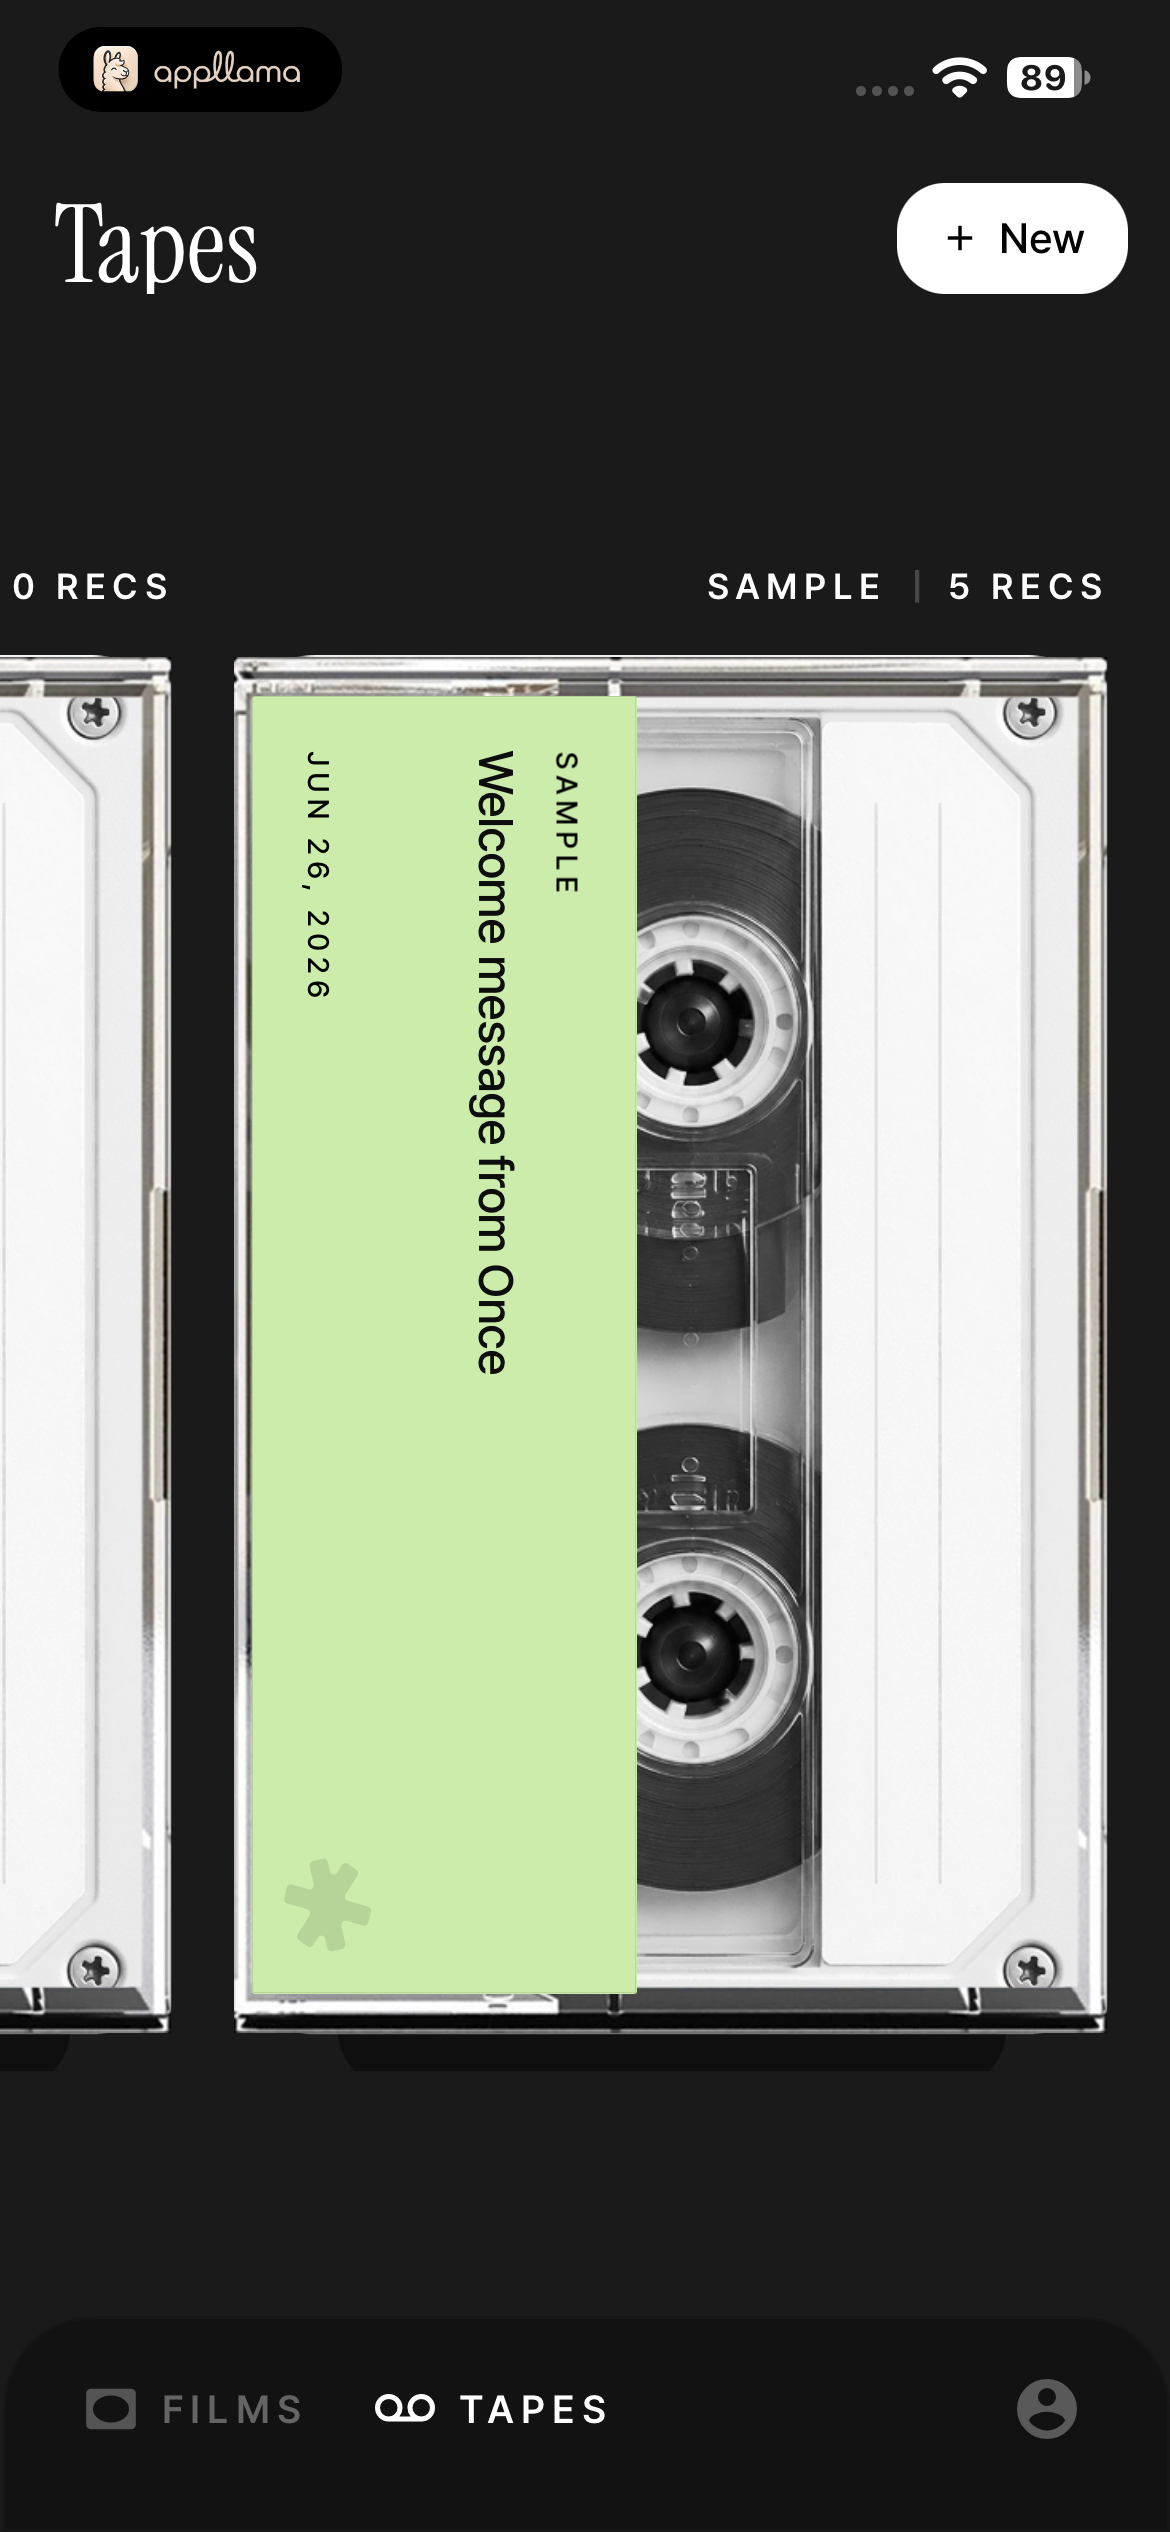 appllama
89
Tapes
+ New
0 RECS
SAMPLE | 5 RECS
SAMPLE
Welcome message from Once
JUN 26, 2026
FILMS
TAPES